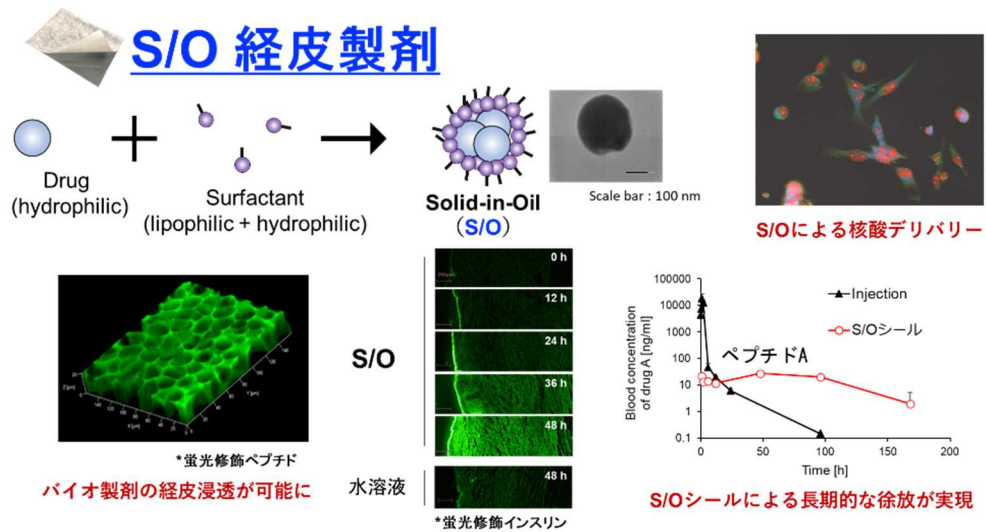 S/O 経皮製剤
Drug
(hydrophilic)
Surfactant
(lipophilic + hydrophilic)
Solid-in-Oil
(S/O)
Scale bar : 100 nm
S/Oによる核酸デリバリー
*蛍光修飾ペプチド
バイオ製剤の経皮浸透が可能に
S/O
0 h
12 h
24 h
36 h
48 h
水溶液
48 h
*蛍光修飾インスリン
Blood concentration
of drug A [ng/ml]
100000
10000
1000
100
10
1
0.1
Injection
S/Oシール
ペプチドA
0
50
100
150
200
Time [h]
S/Oシールによる長期的な徐放が実現